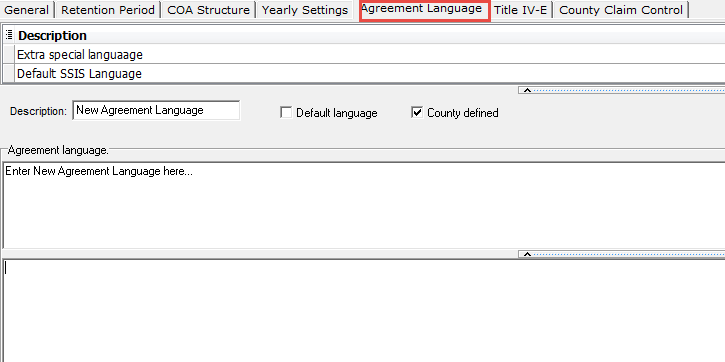 General Retention Period COA Structure Yearly Settings Agreement Language Title IV-E County Claim Control
Description
Extra special languaage
Default SSIS Language
Description: New Agreement Language Default language County defined
Agreement language.
Enter New Agreement Language here...